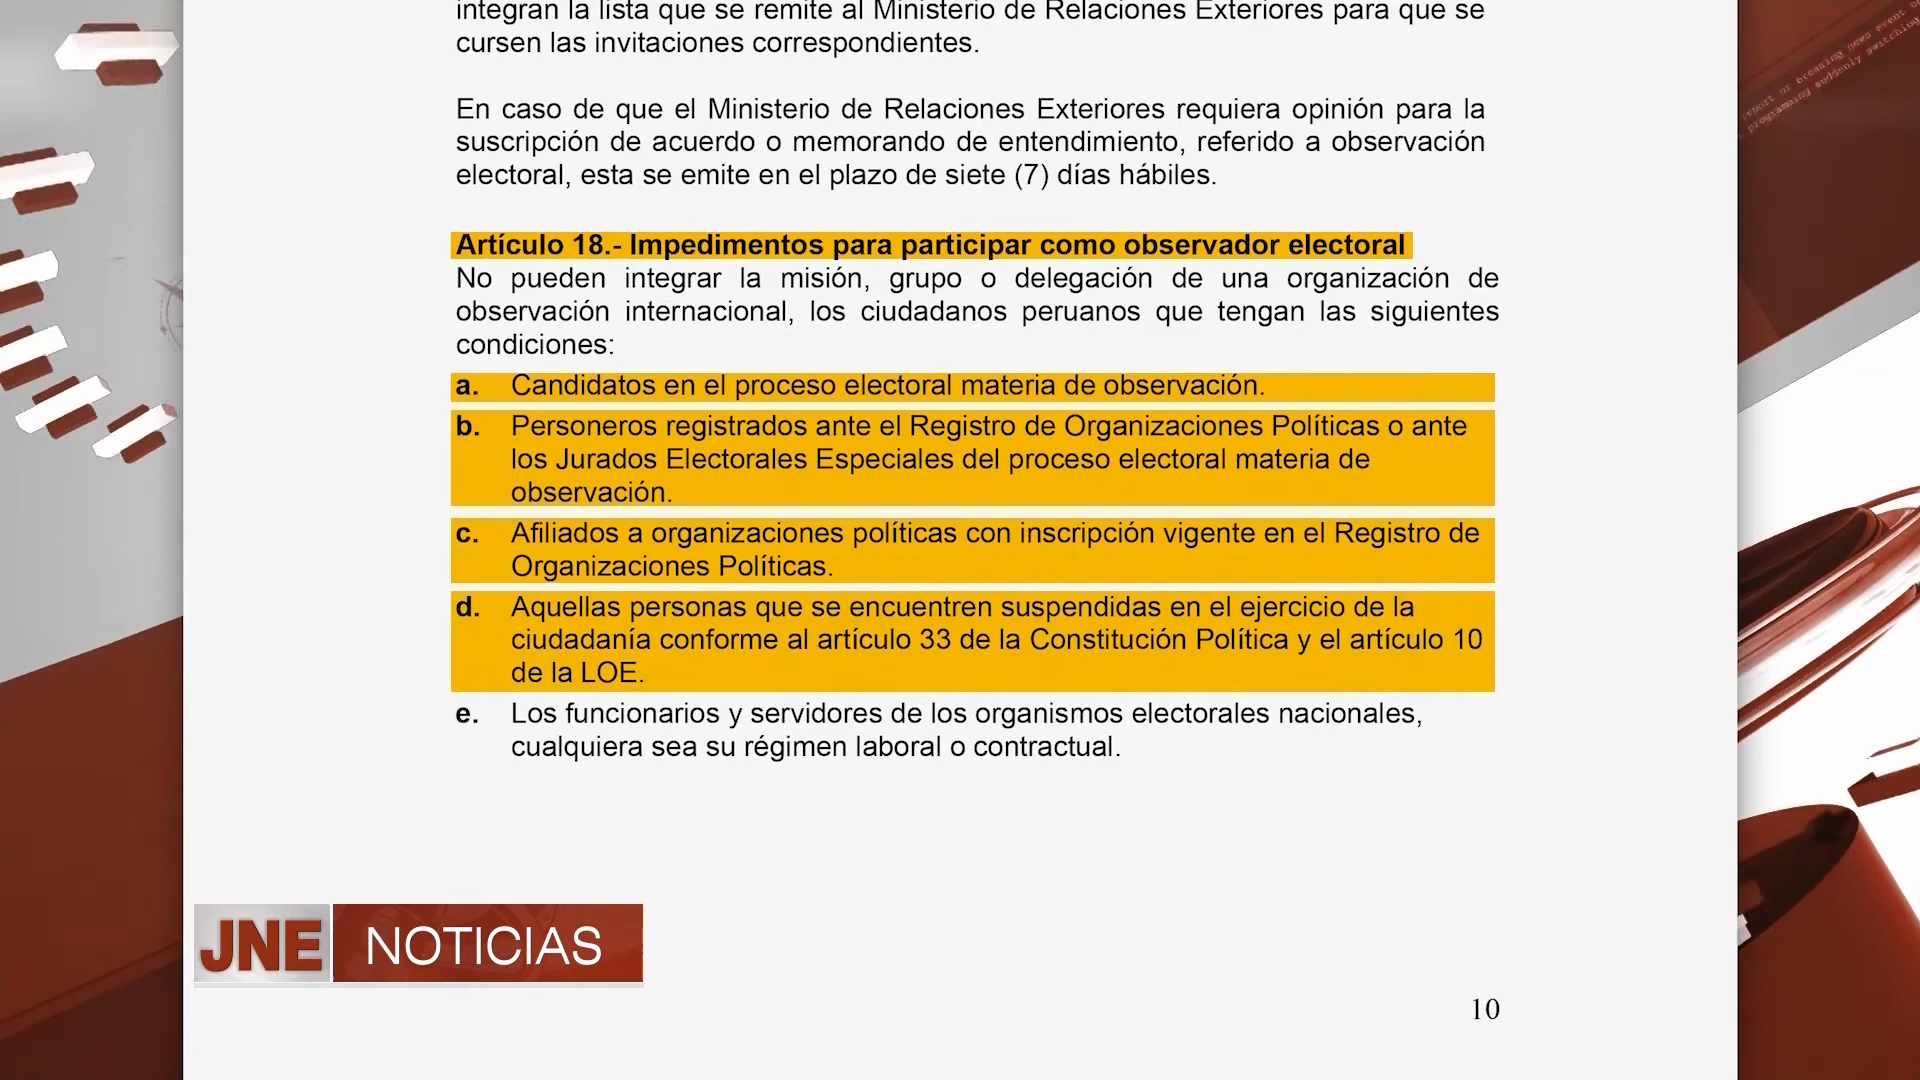 integran la lista que se remite al Ministerio de Relaciones Exteriores para que se
cursen las invitaciones correspondientes.
En caso de que el Ministerio de Relaciones Exteriores requiera opinión para la
suscripción de acuerdo o memorando de entendimiento, referido a observación
electoral, esta se emite en el plazo de siete (7) días hábiles.
Artículo 18.- Impedimentos para participar como observador electoral
No pueden integrar la misión, grupo o delegación de una organización de
observación internacional, los ciudadanos peruanos que tengan las siguientes
condiciones:
a. Candidatos en el proceso electoral materia de observación.
b. Personeros registrados ante el Registro de Organizaciones Políticas o ante
los Jurados Electorales Especiales del proceso electoral materia de
observación.
c. Afiliados a organizaciones políticas con inscripción vigente en el Registro de
Organizaciones Políticas.
d. Aquellas personas que se encuentren suspendidas en el ejercicio de la
ciudadanía conforme al artículo 33 de la Constitución Política y el artículo 10
de la LOE.
e. Los funcionarios y servidores de los organismos electorales nacionales,
cualquiera sea su régimen laboral o contractual.
JNE NOTICIAS
10